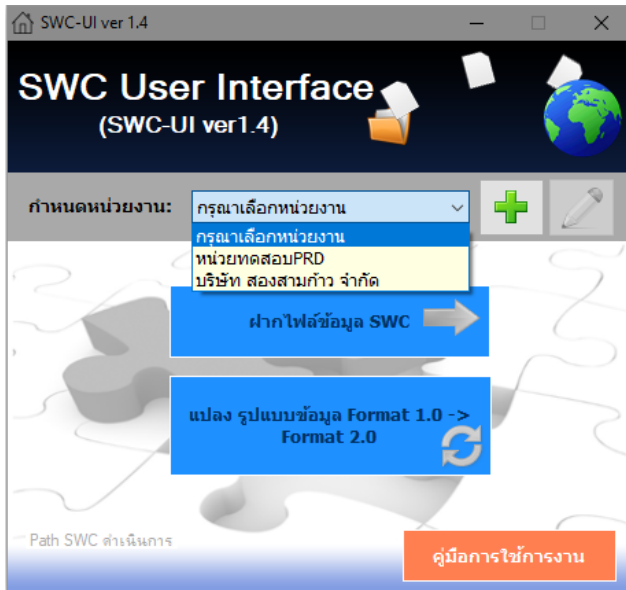 SWC-UI ver 1.4
SWC User Interface
(SWC-UI ver1.4)
กำหนดหน่วยงาน:
กรุณาเลือกหน่วยงาน
กรุณาเลือกหน่วยงาน
หน่วยทดสอบPRD
บริษัท สองสามก้าว จำกัด
ฝากไฟล์ข้อมูล SWC
แปลง รูปแบบข้อมูล Format 1.0 ->
Format 2.0
Path SWC ดำเนินการ
คู่มือการใช้การงาน